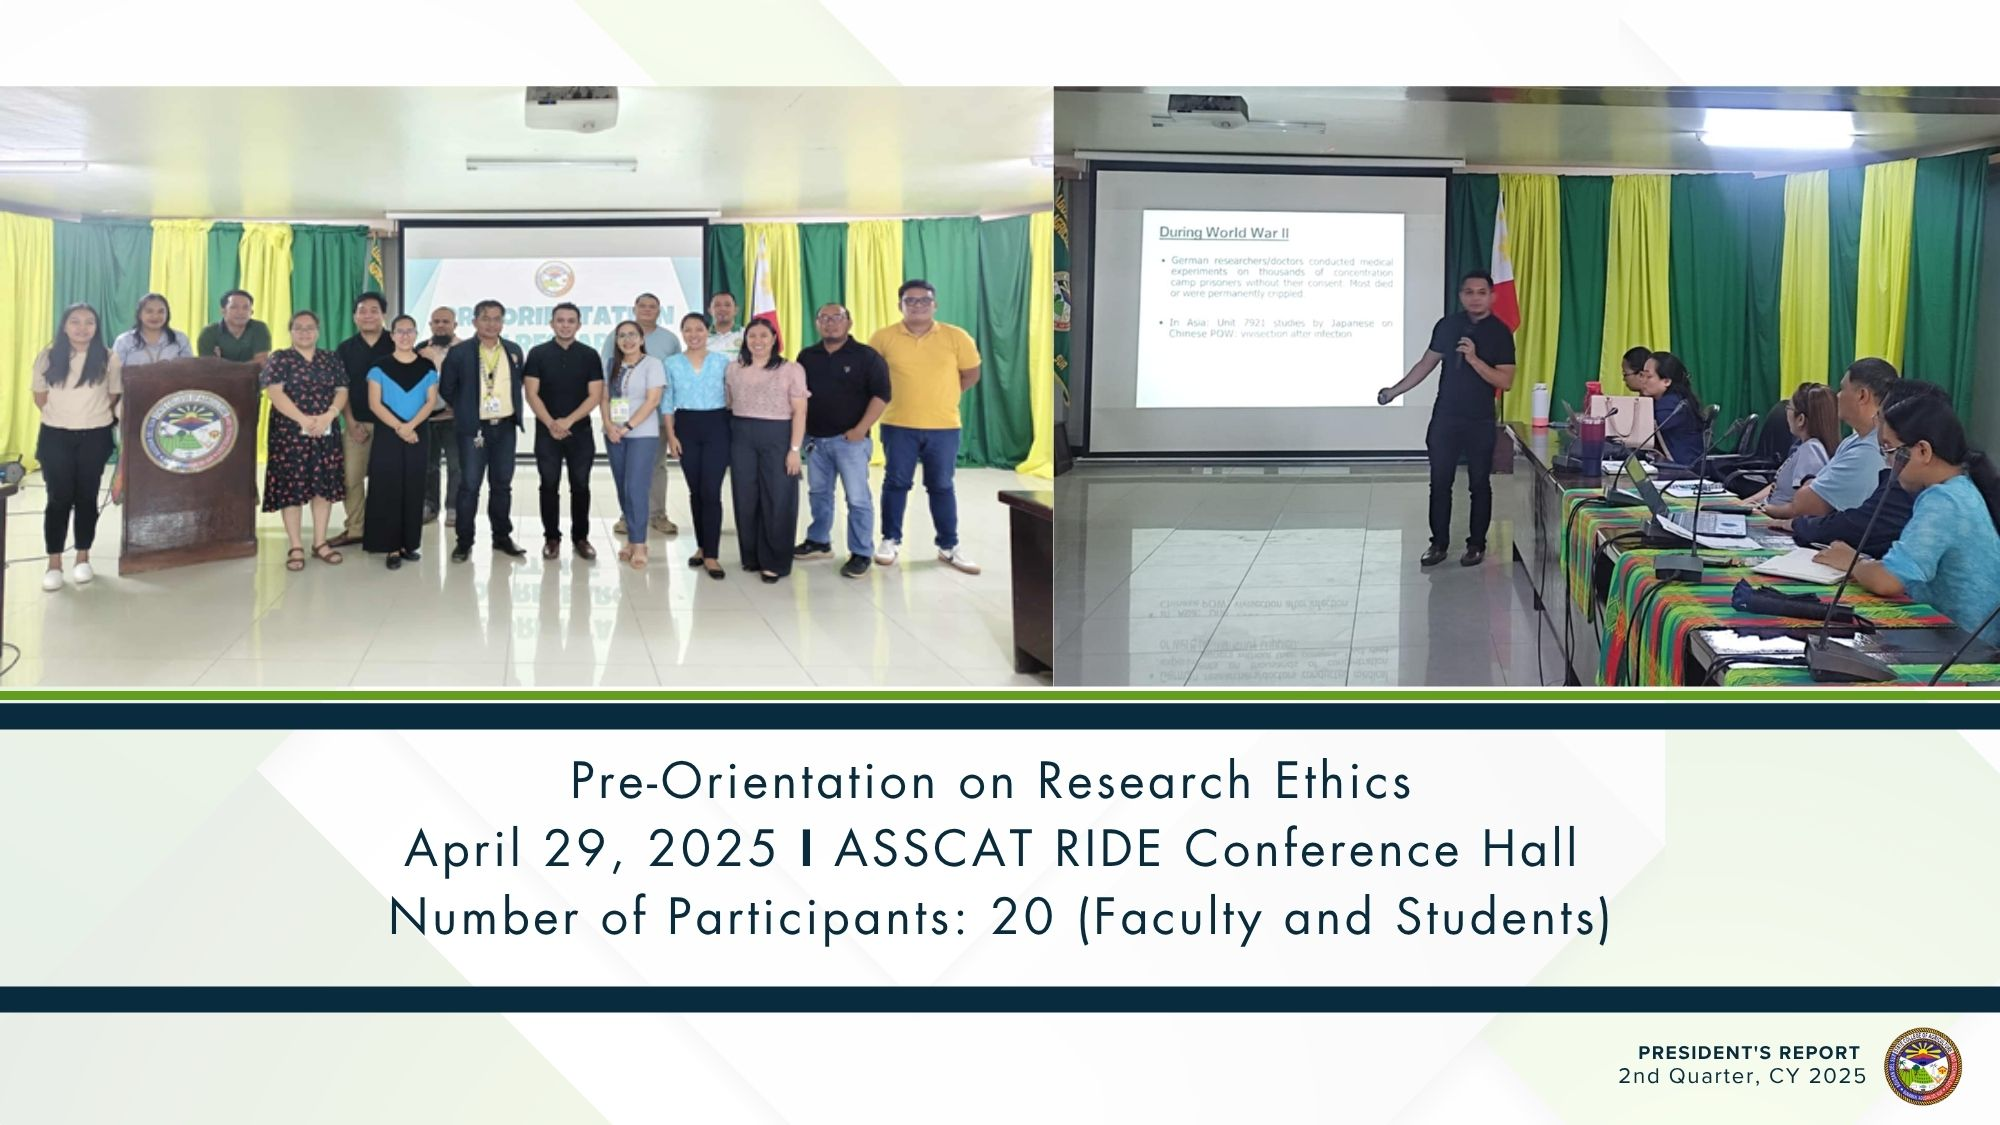 During World War II
• German researchers/doctors conducted medical
experiments on thousands of concentration
camp prisoners without their consent. Most died
or were permanently crippled.
• In Asia: Unit 7921 studies by Japanese on
Chinese POW: vivisection after infection
Pre-Orientation on Research Ethics
April 29, 2025 I ASSCAT RIDE Conference Hall
Number of Participants: 20 (Faculty and Students)
PRESIDENT'S REPORT
2nd Quarter, CY 2025